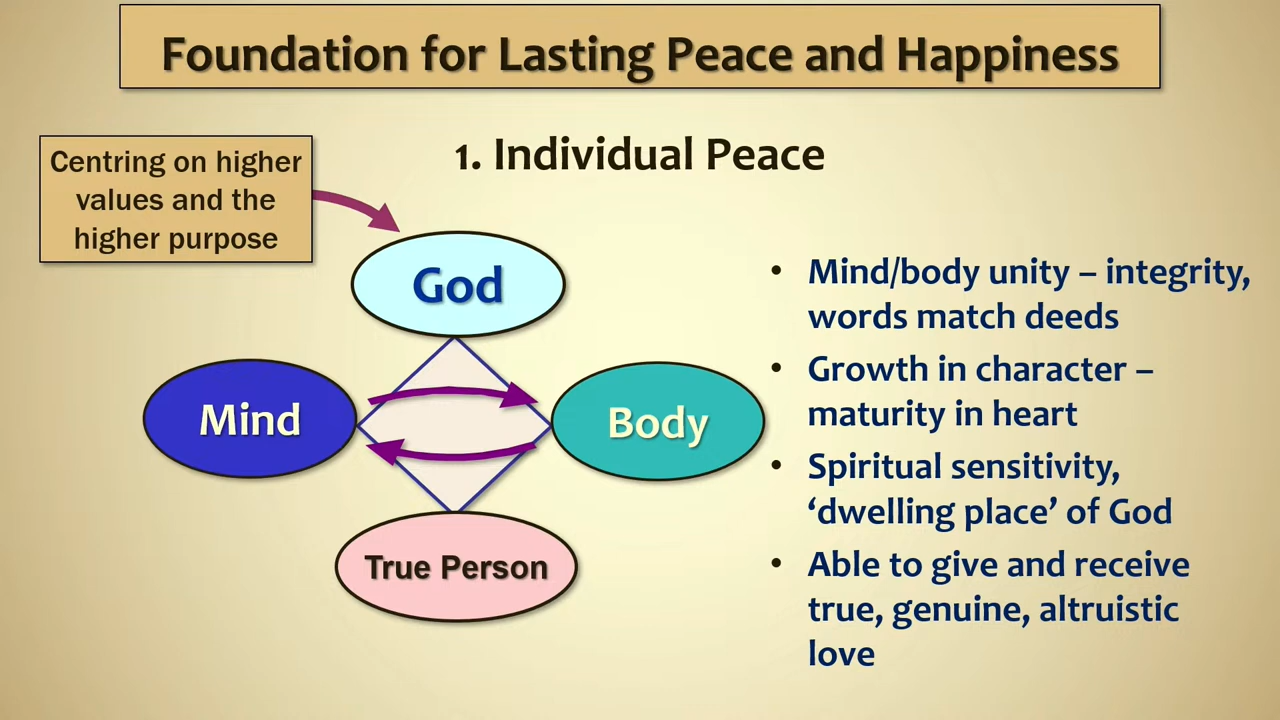 Foundation for Lasting Peace and Happiness
1. Individual Peace
Centring on higher
values and the
higher purpose
God
Mind
Body
True Person
• Mind/body unity – integrity,
words match deeds
• Growth in character –
maturity in heart
• Spiritual sensitivity,
‘dwelling place’ of God
• Able to give and receive
true, genuine, altruistic
love